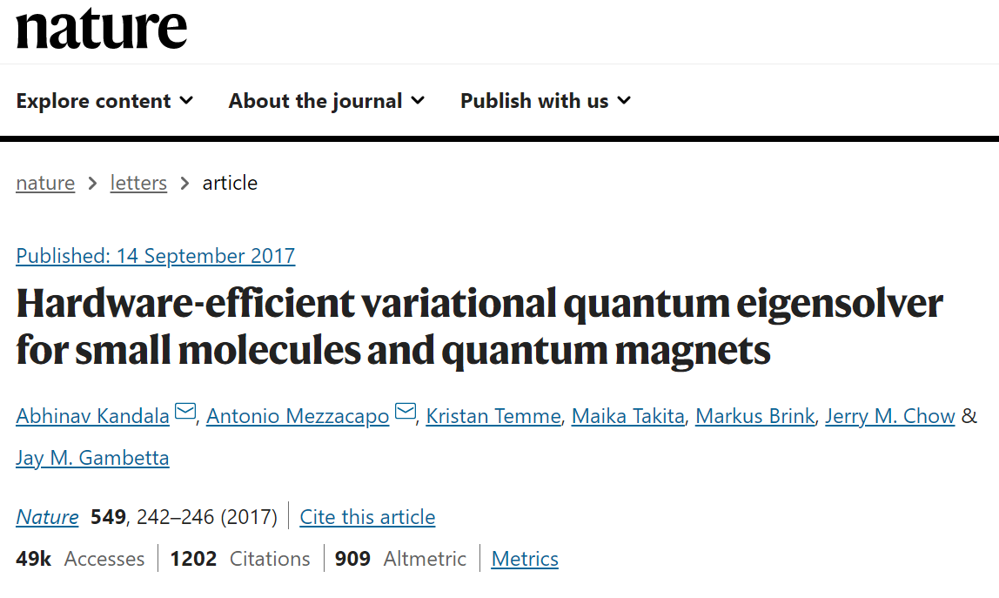 nature
Explore content About the journal Publish with us
nature > letters > article
Published: 14 September 2017
Hardware-efficient variational quantum eigensolver
for small molecules and quantum magnets
Abhinav Kandala, Antonio Mezzacapo, Kristan Temme, Maika Takita, Markus Brink, Jerry M. Chow &
Jay M. Gambetta
Nature 549, 242–246 (2017) | Cite this article
49k Accesses | 1202 Citations | 909 Altmetric | Metrics